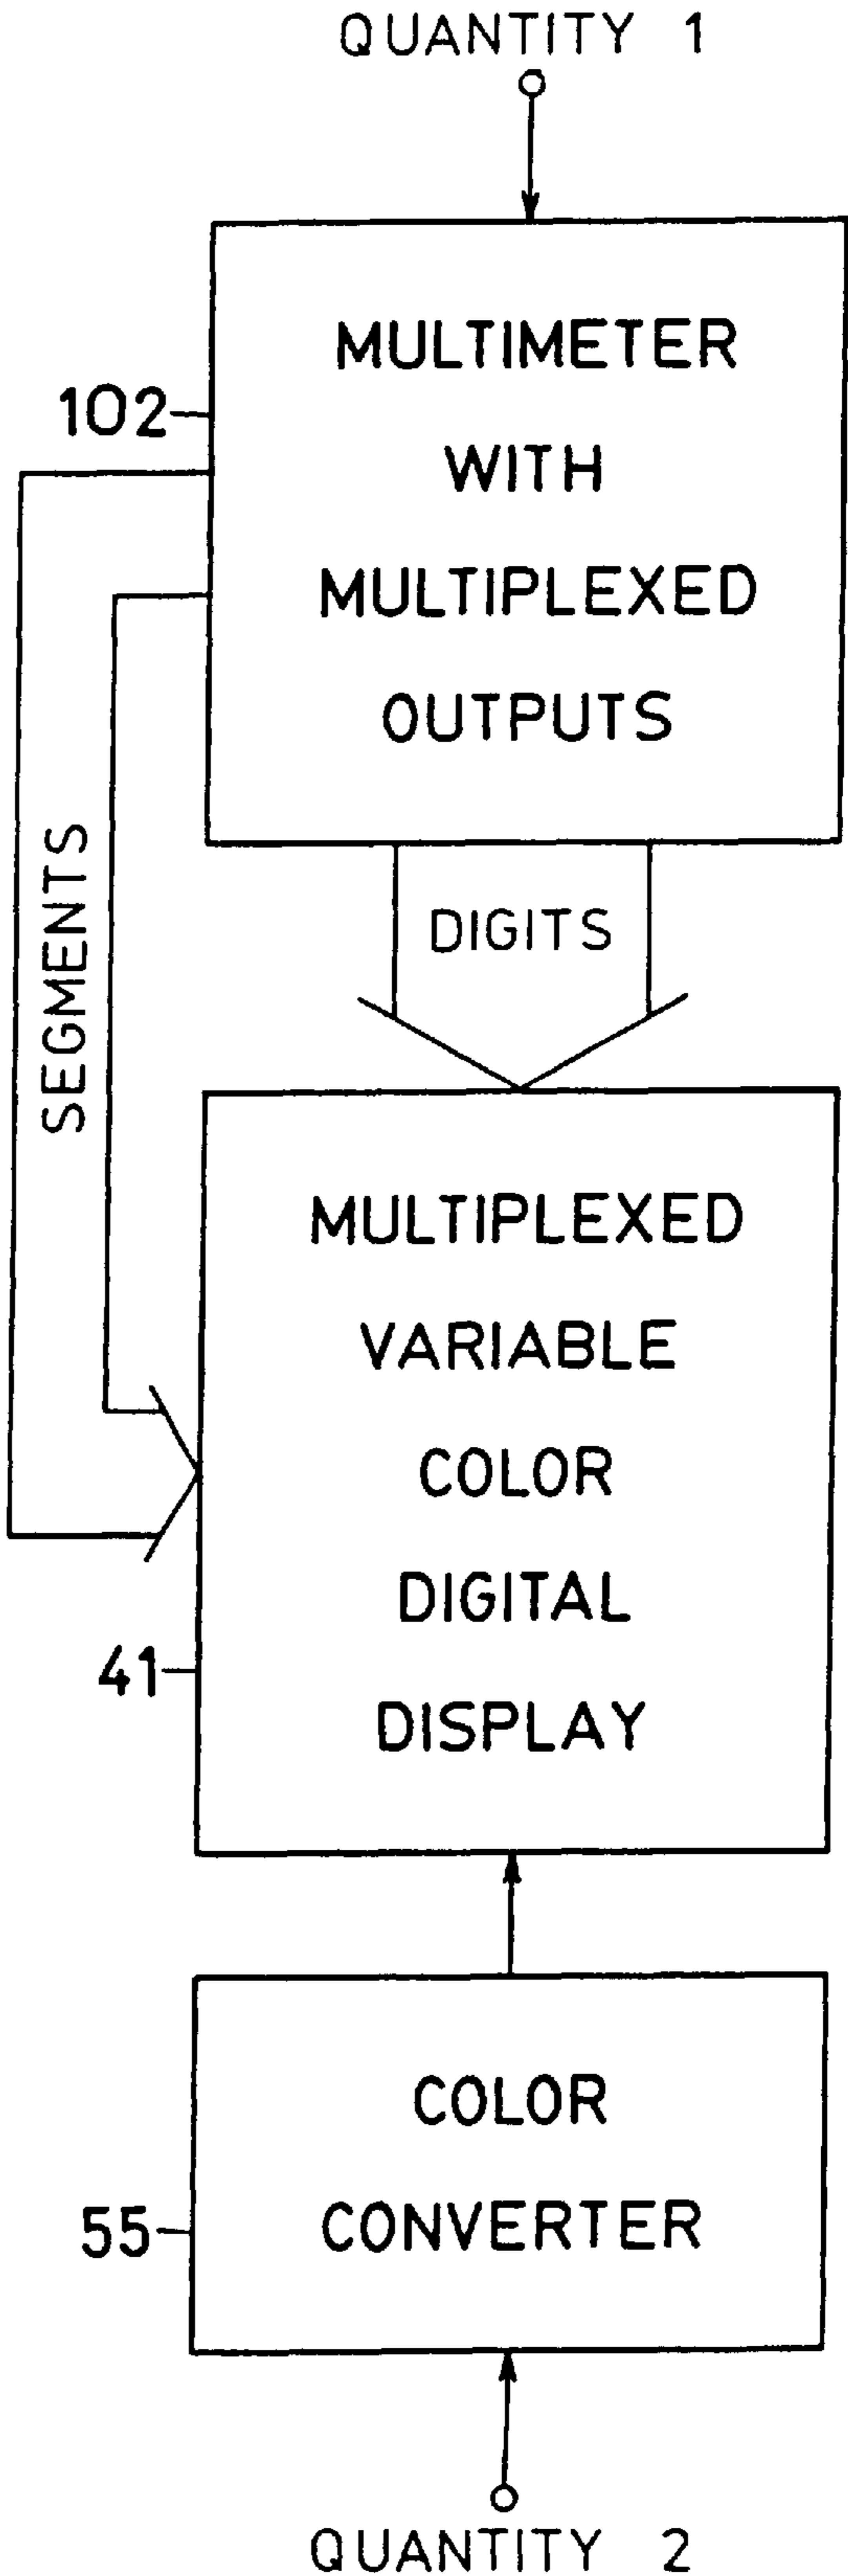 QUANTITY 1
MULTIMETER
WITH
MULTIPLEXED
OUTPUTS
102
SEGMENTS
DIGITS
MULTIPLEXED
VARIABLE
COLOR
DIGITAL
DISPLAY
41
COLOR
CONVERTER
55
QUANTITY 2